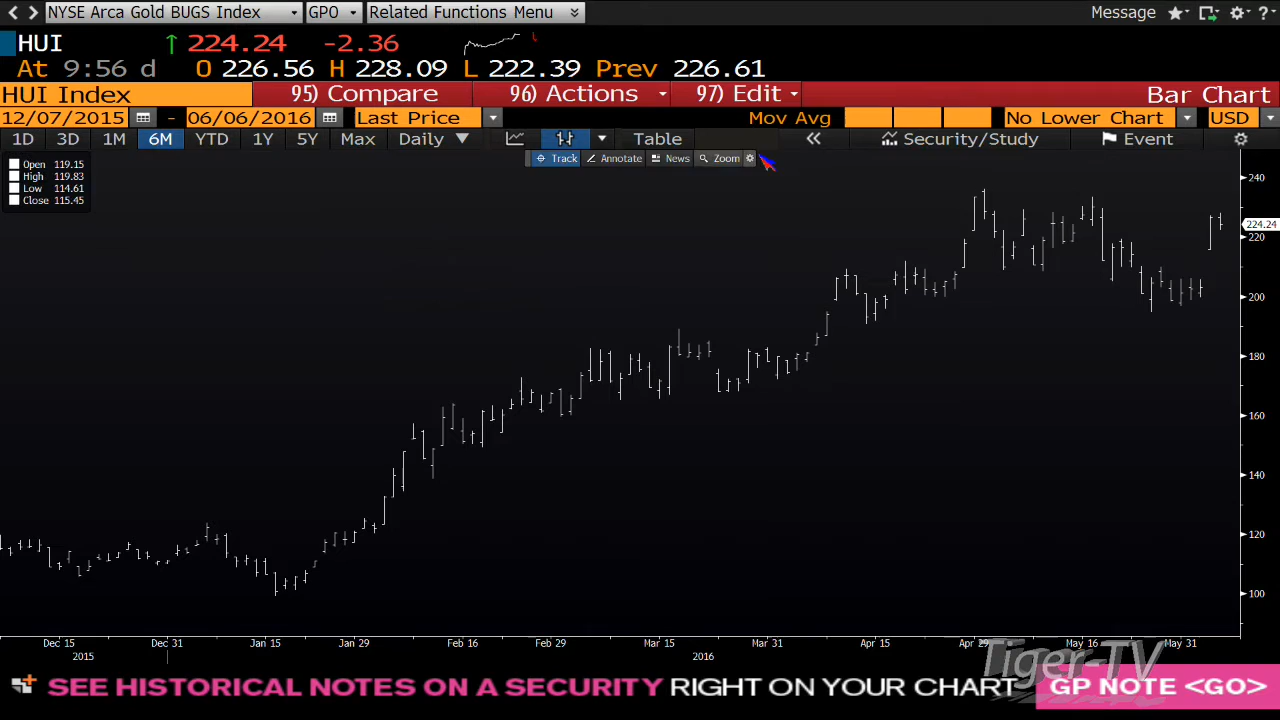 NYSE Arca Gold BUGS Index GPO Related Functions Menu Message
HUI 224.24 -2.36
At 9:56 d O 226.56 H 228.09 L 222.39 Prev 226.61
HUI Index 95) Compare 96) Actions 97) Edit Bar Chart
12/07/2015 - 06/06/2016 Last Price Mov Avg No Lower Chart USD
1D 3D 1M 6M YTD 1Y 5Y Max Daily Table Security/Study Event
Track Annotate News Zoom
Open 119.15
High 119.83
Low 114.61
Close 115.45
240
224.24
220
200
180
160
140
120
100
Dec 15 Dec 31 Jan 15 Jan 29 Feb 16 Feb 29 Mar 15 Mar 31 Apr 15 Apr 29 May 16 May 31
2015 2016
Tiger-TV
SEE HISTORICAL NOTES ON A SECURITY RIGHT ON YOUR CHART GP NOTE <GO>